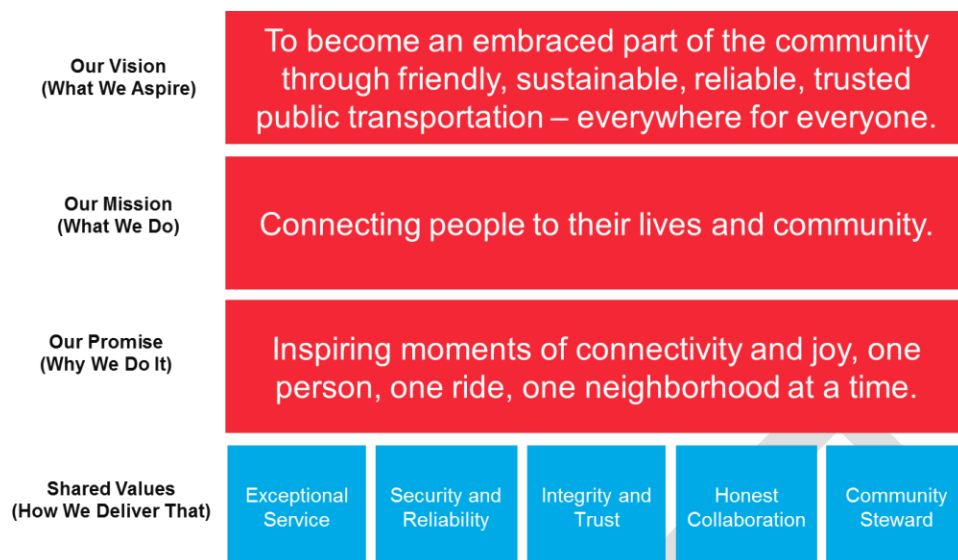 Our Vision
(What We Aspire)
To become an embraced part of the community
through friendly, sustainable, reliable, trusted
public transportation – everywhere for everyone.
Our Mission
(What We Do)
Connecting people to their lives and community.
Our Promise
(Why We Do It)
Inspiring moments of connectivity and joy, one
person, one ride, one neighborhood at a time.
Shared Values
(How We Deliver That)
Exceptional
Service
Security and
Reliability
Integrity and
Trust
Honest
Collaboration
Community
Steward